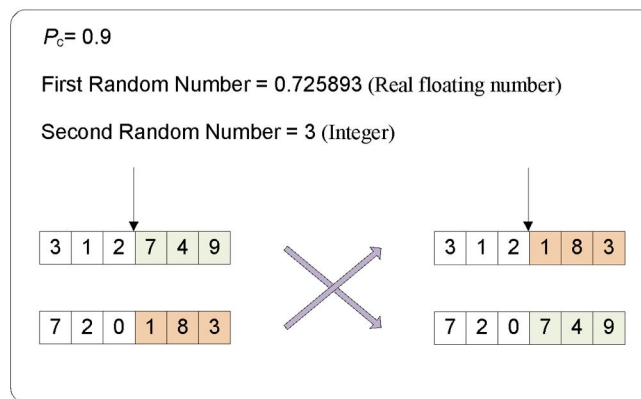 Pc= 0.9
First Random Number = 0.725893 (Real floating number)
Second Random Number = 3 (Integer)
3 1 2 7 4 9
3 1 2 1 8 3
7 2 0 1 8 3
7 2 0 7 4 9